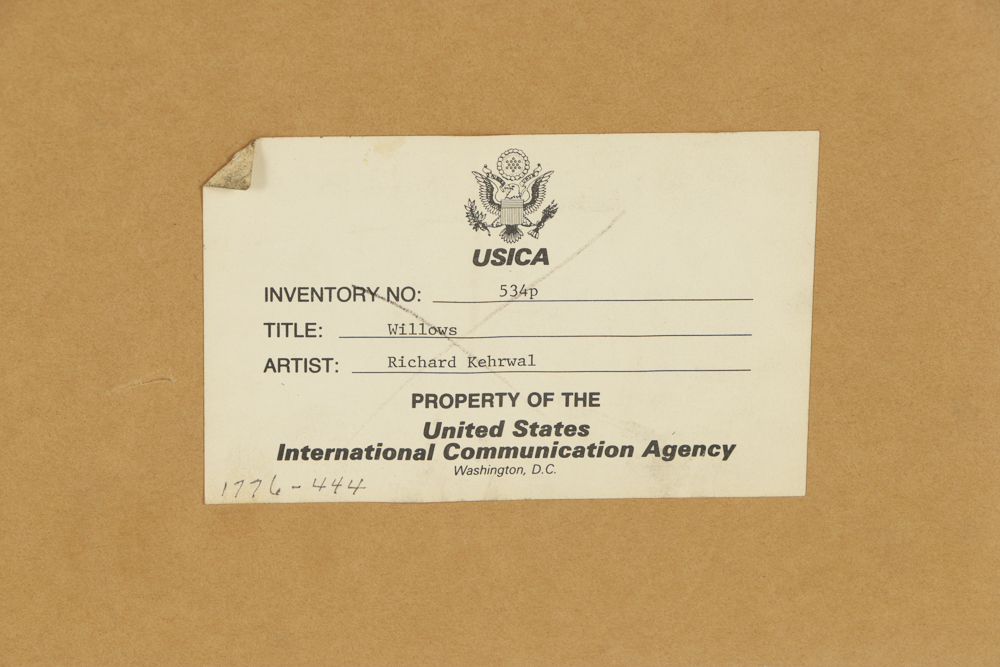 USICA
INVENTORY NO: 534p
TITLE: Willows
ARTIST: Richard Kehrwal
PROPERTY OF THE
United States
International Communication Agency
Washington, D.C.
1776-444